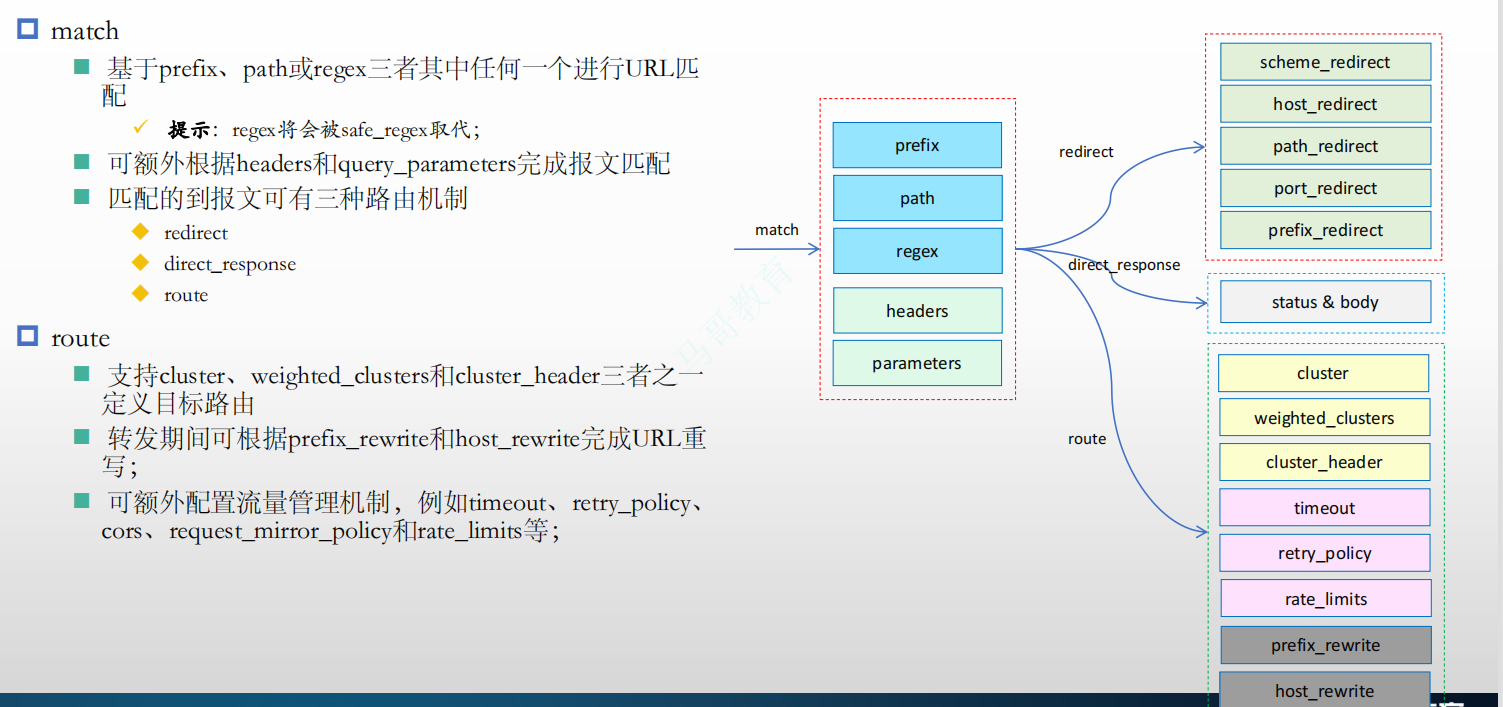 match
基于prefix、path或regex三者其中任何一个进行URL匹
配
提示：regex将会被safe_regex取代；
可额外根据headers和query_parameters完成报文匹配
匹配的到报文可有三种路由机制
redirect
direct_response
route
route
支持cluster、weighted_clusters和cluster_header三者之一
定义目标路由
转发期间可根据prefix_rewrite和host_rewrite完成URL重
写；
可额外配置流量管理机制，例如timeout、retry_policy、
cors、request_mirror_policy和rate_limits等；
match
prefix
path
regex
headers
parameters
redirect
direct_response
route
scheme_redirect
host_redirect
path_redirect
port_redirect
prefix_redirect
status & body
cluster
weighted_clusters
cluster_header
timeout
retry_policy
rate_limits
prefix_rewrite
host_rewrite
马哥教育